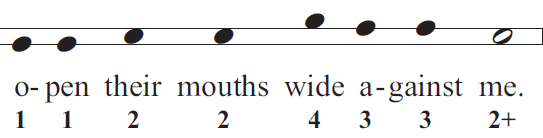 o- pen their mouths wide a-gainst me.
1 1 2 2 4 3 3 2+